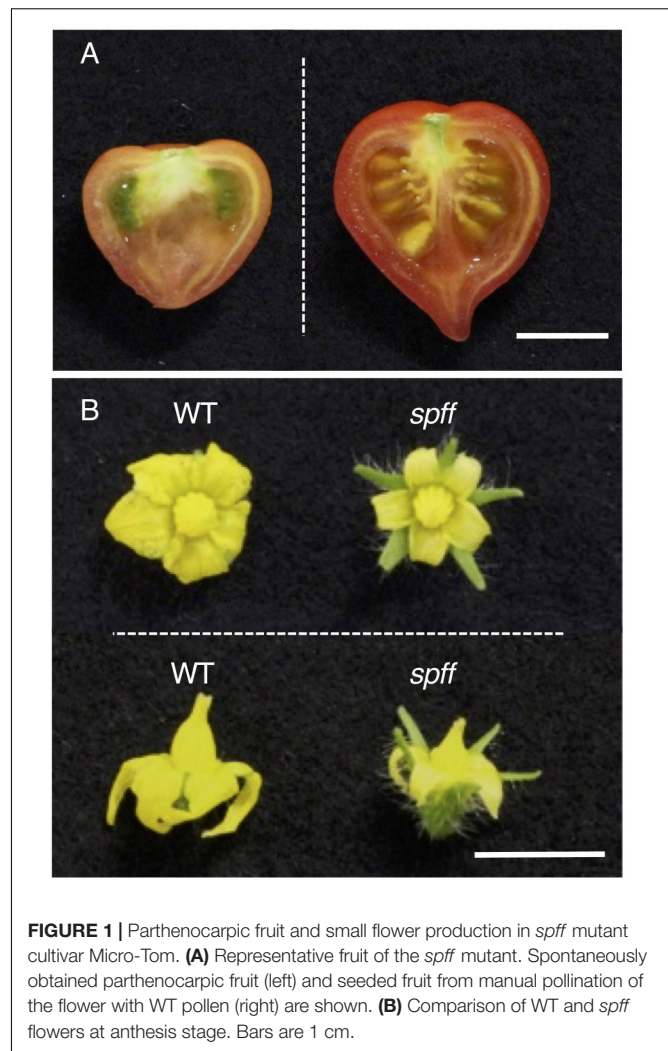 A
B
WT
spff
WT
spff
FIGURE 1 | Parthenocarpic fruit and small flower production in spff mutant
cultivar Micro-Tom. (A) Representative fruit of the spff mutant. Spontaneously
obtained parthenocarpic fruit (left) and seeded fruit from manual pollination of
the flower with WT pollen (right) are shown. (B) Comparison of WT and spff
flowers at anthesis stage. Bars are 1 cm.